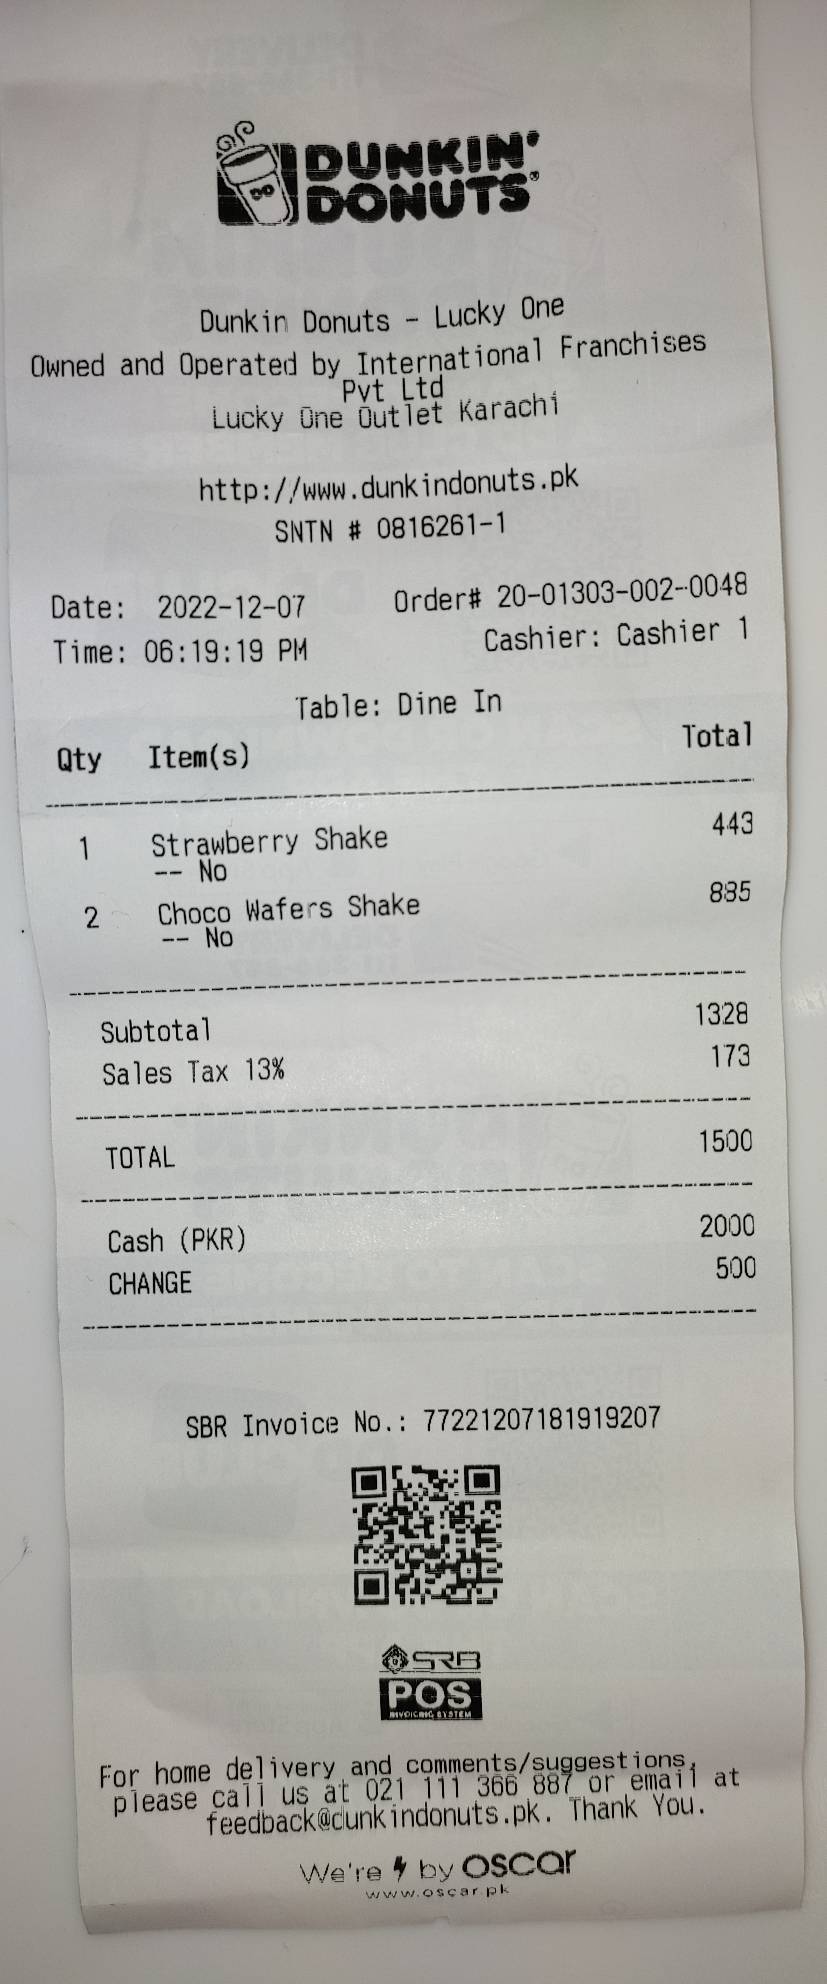 DUNKIN'
DONUTS®
Dunkin Donuts - Lucky One
Owned and Operated by International Franchises
Pvt Ltd
Lucky One Outlet Karachi
http://www.dunkindonuts.pk
SNTN # 0816261-1
Date: 2022-12-07 Order# 20-01303-002-0048
Time: 06:19:19 PM Cashier: Cashier 1
Table: Dine In
Qty Item(s) Total
1 Strawberry Shake 443
-- No
2 Choco Wafers Shake 885
-- No
Subtotal 1328
Sales Tax 13% 173
TOTAL 1500
Cash (PKR) 2000
CHANGE 500
SBR Invoice No.: 77221207181919207
SRB
POS
INVOICING SYSTEM
For home delivery and comments/suggestions,
please call us at 021 111 366 887 or email at
feedback@dunkindonuts.pk. Thank You.
We're by oscar
www.oscar.pk